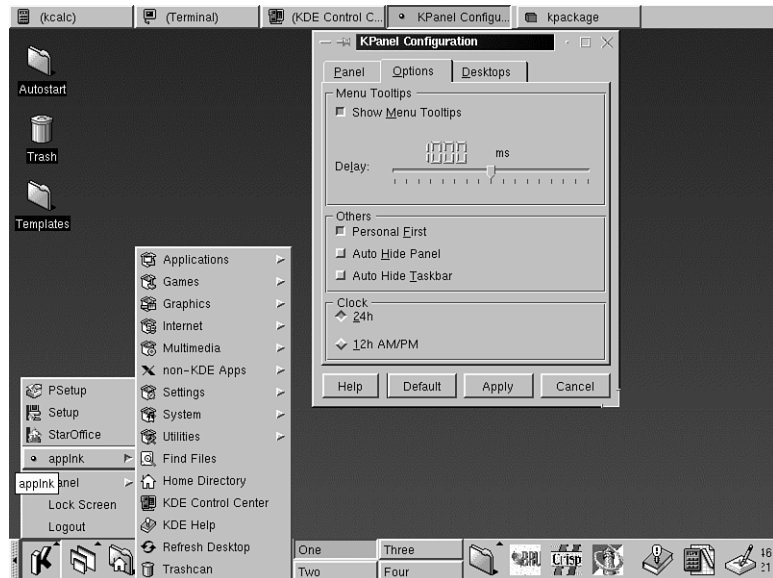 (kcalc)
(Terminal)
(KDE Control C...
KPanel Configu...
kpackage
KPanel Configuration
Panel
Options
Desktops
Menu Tooltips
Show Menu Tooltips
Delay:
1000
ms
Others
Personal First
Auto Hide Panel
Auto Hide Taskbar
Clock
24h
12h AM/PM
Help
Default
Apply
Cancel
Autostart
Trash
Templates
Applications
Games
Graphics
Internet
Multimedia
non-KDE Apps
Settings
System
Utilities
Find Files
Home Directory
KDE Control Center
KDE Help
Refresh Desktop
Trashcan
PSetup
Setup
StarOffice
applnk
applnk
anel
Lock Screen
Logout
One
Two
Three
Four
Crisp